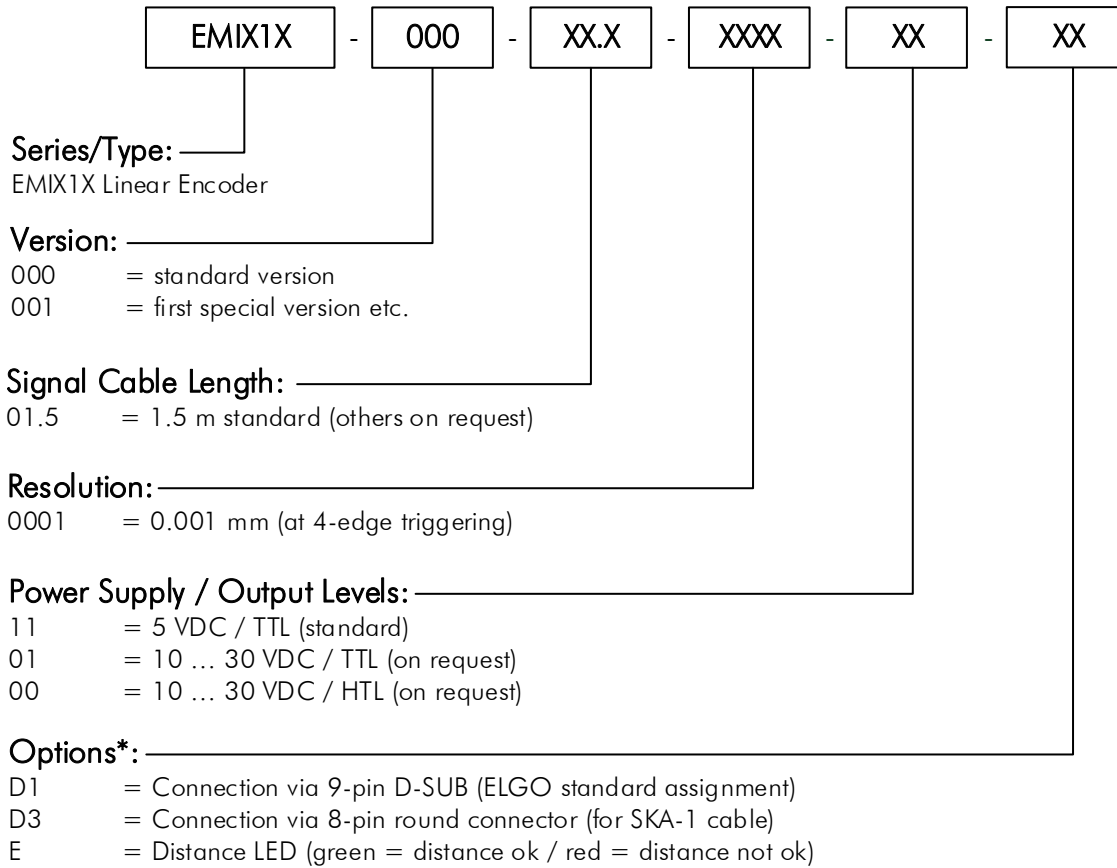 EMIX1X - 000 - XX.X - XXXX - XX - XX
Series/Type:
EMIX1X Linear Encoder
Version:
000 = standard version
001 = first special version etc.
Signal Cable Length:
01.5 = 1.5 m standard (others on request)
Resolution:
0001 = 0.001 mm (at 4-edge triggering)
Power Supply / Output Levels:
11 = 5 VDC / TTL (standard)
01 = 10 ... 30 VDC / TTL (on request)
00 = 10 ... 30 VDC / HTL (on request)
Options*:
D1 = Connection via 9-pin D-SUB (ELGO standard assignment)
D3 = Connection via 8-pin round connector (for SKA-1 cable)
E = Distance LED (green = distance ok / red = distance not ok)